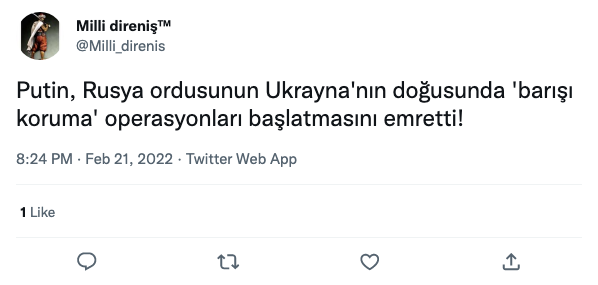 Milli direniş™
@Milli_direnis
Putin, Rusya ordusunun Ukrayna'nın doğusunda 'barışı
koruma' operasyonları başlatmasını emretti!
8:24 PM · Feb 21, 2022 · Twitter Web App
1 Like